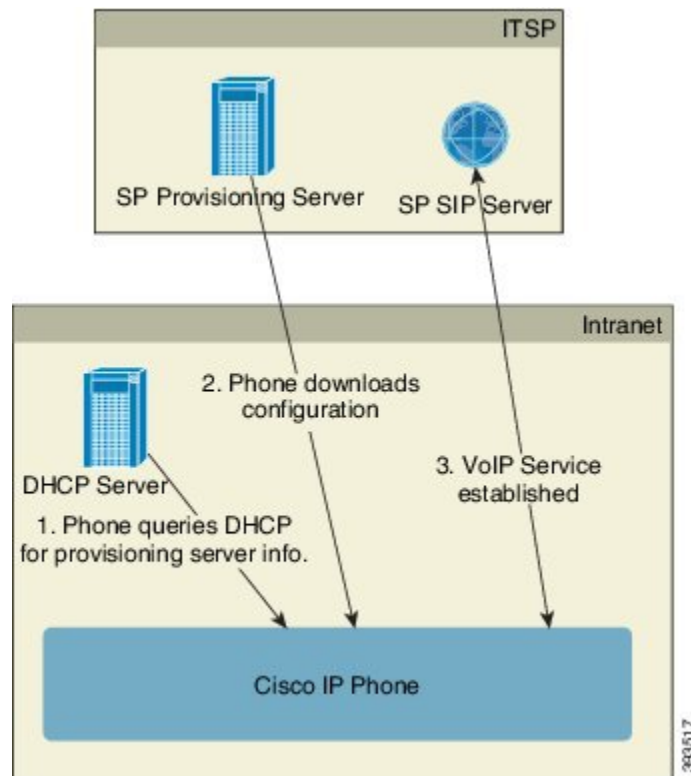 ITSP
SP Provisioning Server
SP SIP Server
Intranet
2. Phone downloads
configuration
DHCP Server
3. VoIP Service
established
1. Phone queries DHCP
for provisioning server info.
Cisco IP Phone
393517